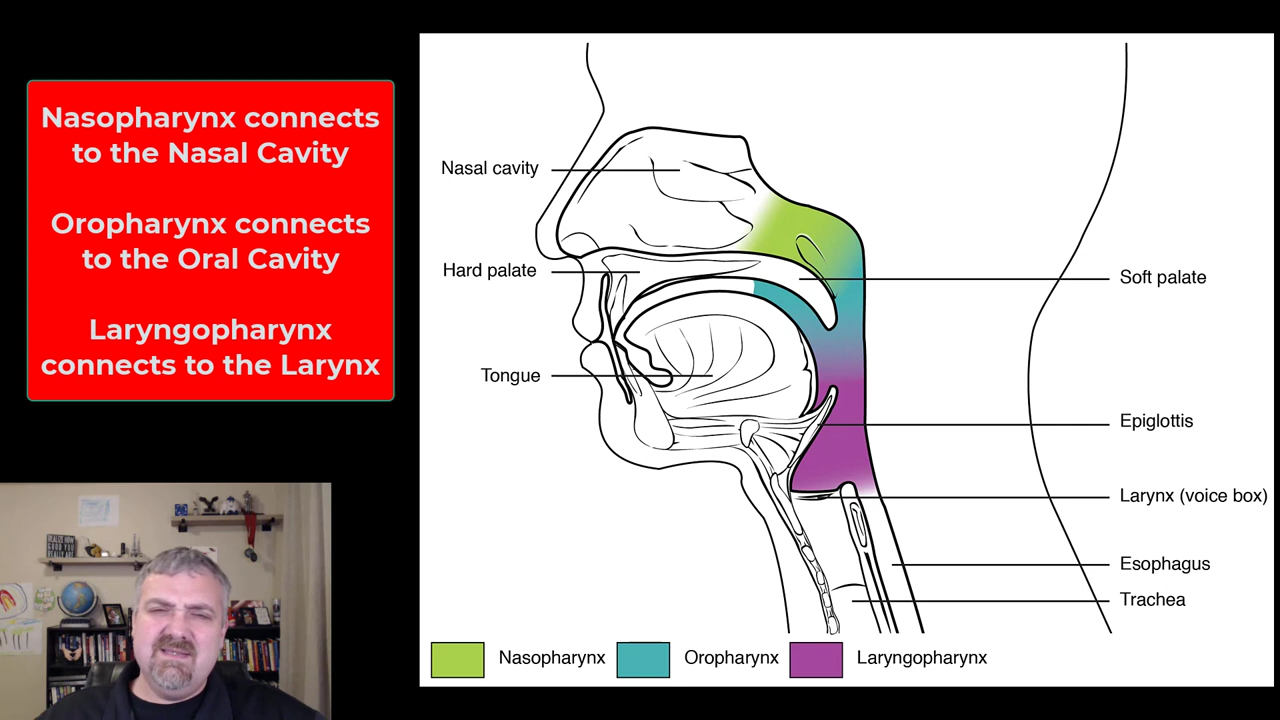 Nasopharynx connects
to the Nasal Cavity
Oropharynx connects
to the Oral Cavity
Laryngopharynx
connects to the Larynx
Nasal cavity
Hard palate
Soft palate
Tongue
Epiglottis
Larynx (voice box)
Esophagus
Trachea
Nasopharynx
Oropharynx
Laryngopharynx